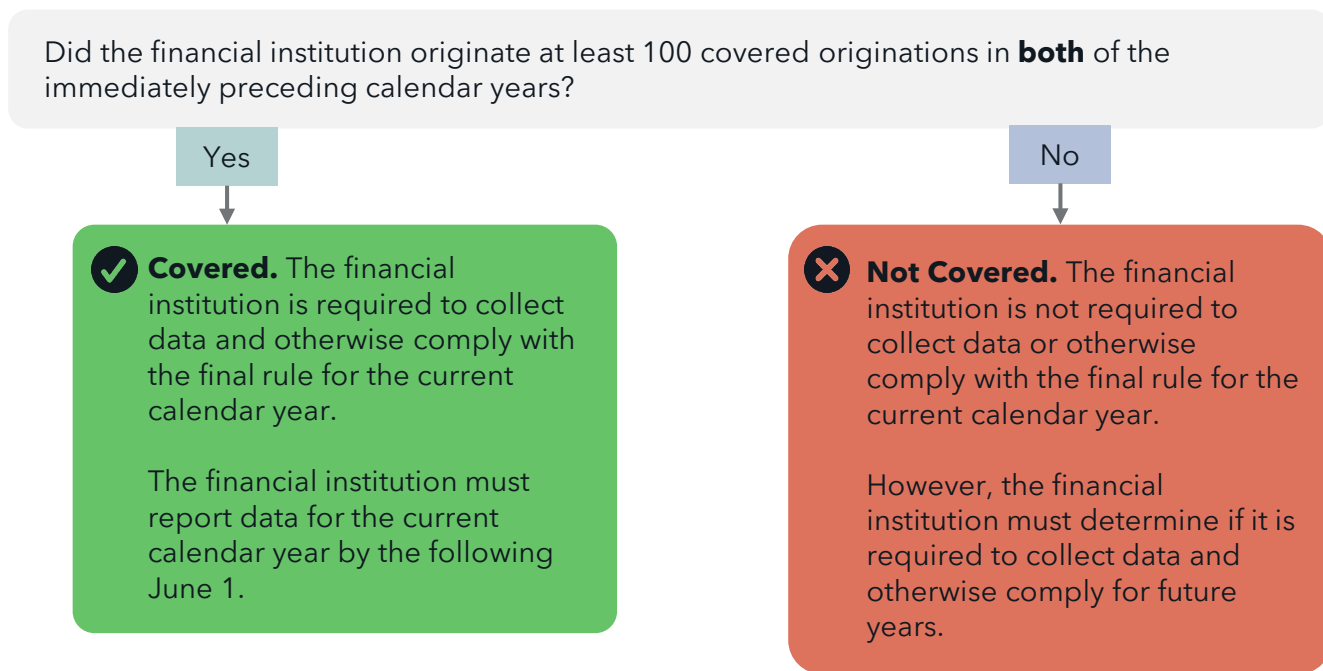 Did the financial institution originate at least 100 covered originations in both of the
immediately preceding calendar years?
Yes
No
Covered. The financial
institution is required to collect
data and otherwise comply with
the final rule for the current
calendar year.
The financial institution must
report data for the current
calendar year by the following
June 1.
Not Covered. The financial
institution is not required to
collect data or otherwise
comply with the final rule for the
current calendar year.
However, the financial
institution must determine if it is
required to collect data and
otherwise comply for future
years.